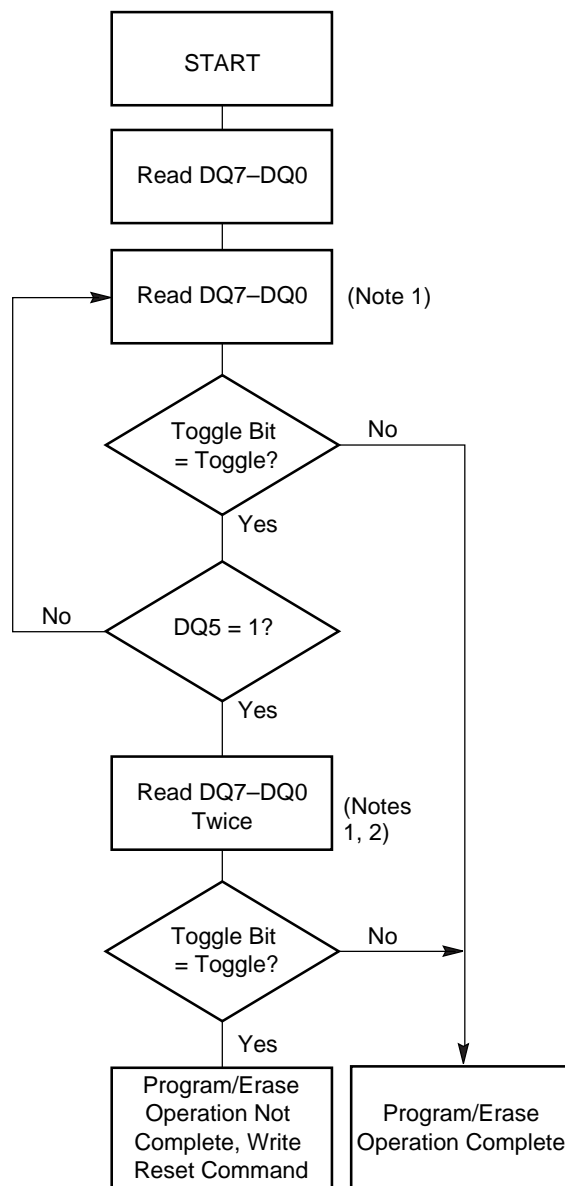 START
Read DQ7–DQ0
Read DQ7–DQ0
(Note 1)
Toggle Bit
= Toggle?
No
Yes
No
DQ5 = 1?
Yes
Read DQ7–DQ0
Twice
(Notes
1, 2)
Toggle Bit
= Toggle?
No
Yes
Program/Erase
Operation Not
Complete, Write
Reset Command
Program/Erase
Operation Complete